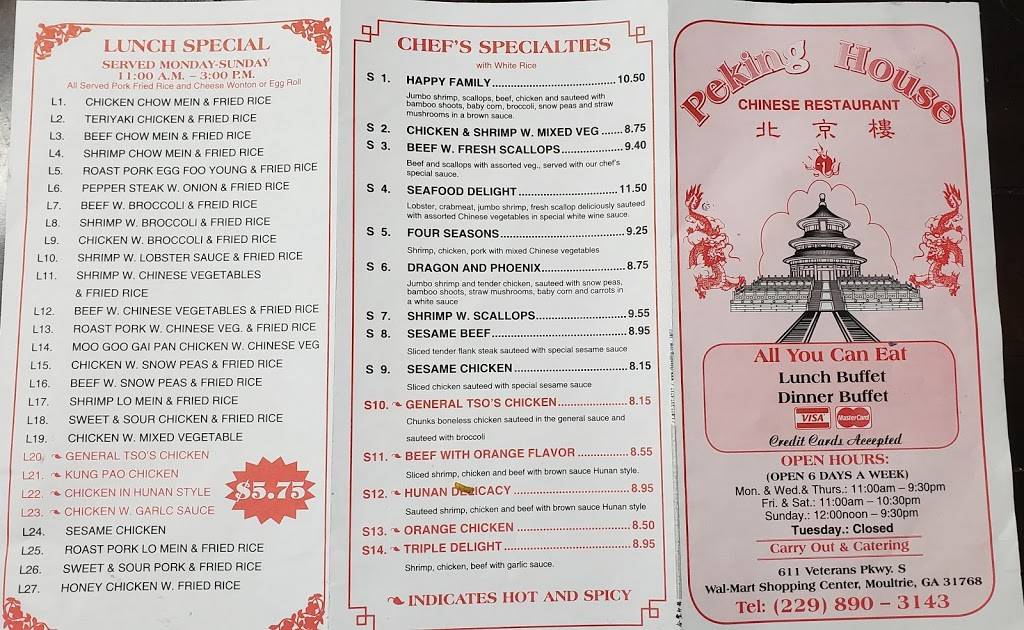 LUNCH SPECIAL
SERVED MONDAY-SUNDAY
11:00 A.M. – 3:00 P.M.
All Served Pork Fried Rice and Cheese Wonton or Egg Roll
L1. CHICKEN CHOW MEIN & FRIED RICE
L2. TERIYAKI CHICKEN & FRIED RICE
L3. BEEF CHOW MEIN & FRIED RICE
L4. SHRIMP CHOW MEIN & FRIED RICE
L5. ROAST PORK EGG FOO YOUNG & FRIED RICE
L6. PEPPER STEAK W. ONION & FRIED RICE
L7. BEEF W. BROCCOLI & FREID RICE
L8. SHRIMP W. BROCCOLI & FRIED RICE
L9. CHICKEN W. BROCCOLI & FRIED RICE
L10. SHRIMP W. LOBSTER SAUCE & FRIED RICE
L11. SHRIMP W. CHINESE VEGETABLES
& FRIED RICE
L12. BEEF W. CHINESE VEGETABLES & FRIED RICE
L13. ROAST PORK W. CHINESE VEG. & FRIED RICE
L14. MOO GOO GAI PAN CHICKEN W. CHINESE VEG
L15. CHICKEN W. SNOW PEAS & FRIED RICE
L16. BEEF W. SNOW PEAS & FRIED RICE
L17. SHRIMP LO MEIN & FRIED RICE
L18. SWEET & SOUR CHICKEN & FRIED RICE
L19. CHICKEN W. MIXED VEGETABLE
L20. GENERAL TSO'S CHICKEN
L21. KUNG PAO CHICKEN
L22. CHICKEN IN HUNAN STYLE
L23. CHICKEN W. GARLC SAUCE
L24. SESAME CHICKEN
L25. ROAST PORK LO MEIN & FRIED RICE
L26. SWEET & SOUR PORK & FRIED RICE
L27. HONEY CHICKEN W. FRIED RICE
$5.75
CHEF'S SPECIALTIES
with White Rice
S 1. HAPPY FAMILY 10.50
Jumbo shrimp, scallops, beef, chicken and sauteed with
bamboo shoots, baby corn, broccoli, snow peas and straw
mushrooms in a brown sauce.
S 2. CHICKEN & SHRIMP W. MIXED VEG 8.75
S 3. BEEF W. FRESH SCALLOPS 9.40
Beef and scallops with assorted veg., served with our chef's
special sauce.
S 4. SEAFOOD DELIGHT 11.50
Lobster, crabmeat, jumbo shrimp, fresh scallop deliciously sauteed
with assorted Chinese vegetables in special white wine sauce.
S 5. FOUR SEASONS 9.25
Shrimp, chicken, pork with mixed Chinese vegetables
S 6. DRAGON AND PHOENIX 8.75
Jumbo shrimp and tender chicken, sauteed with snow peas,
bamboo shoots, straw mushrooms, baby corn and carrots in
a white sauce
S 7. SHRIMP W. SCALLOPS 9.55
S 8. SESAME BEEF 8.95
Sliced tender flank steak sauteed with special sesame sauce
S 9. SESAME CHICKEN 8.15
Sliced chicken sauteed with special sesame sauce
S10. GENERAL TSO'S CHICKEN 8.15
Chunks boneless chicken sauteed in the general sauce and
sauteed with broccoli
S11. BEEF WITH ORANGE FLAVOR 8.55
Sliced shrimp, chicken and beef with brown sauce Hunan style.
S12. HUNAN DELICACY 8.95
Sauteed shrimp, chicken and beef with brown sauce Hunan style
S13. ORANGE CHICKEN 8.50
S14. TRIPLE DELIGHT 8.95
Shrimp, chicken, beef with garlic sauce.
INDICATES HOT AND SPICY
Peking House
CHINESE RESTAURANT
北京樓
All You Can Eat
Lunch Buffet
Dinner Buffet
VISA MasterCard
Credit Cards Accepted
OPEN HOURS:
(OPEN 6 DAYS A WEEK)
Mon. & Wed.& Thurs.: 11:00am – 9:30pm
Fri. & Sat.: 11:00am – 10:30pm
Sunday.: 12:00noon – 9:30pm
Tuesday.: Closed
Carry Out & Catering
611 Veterans Pkwy. S
Wal-Mart Shopping Center, Moultrie, GA 31768
Tel: (229) 890 – 3143